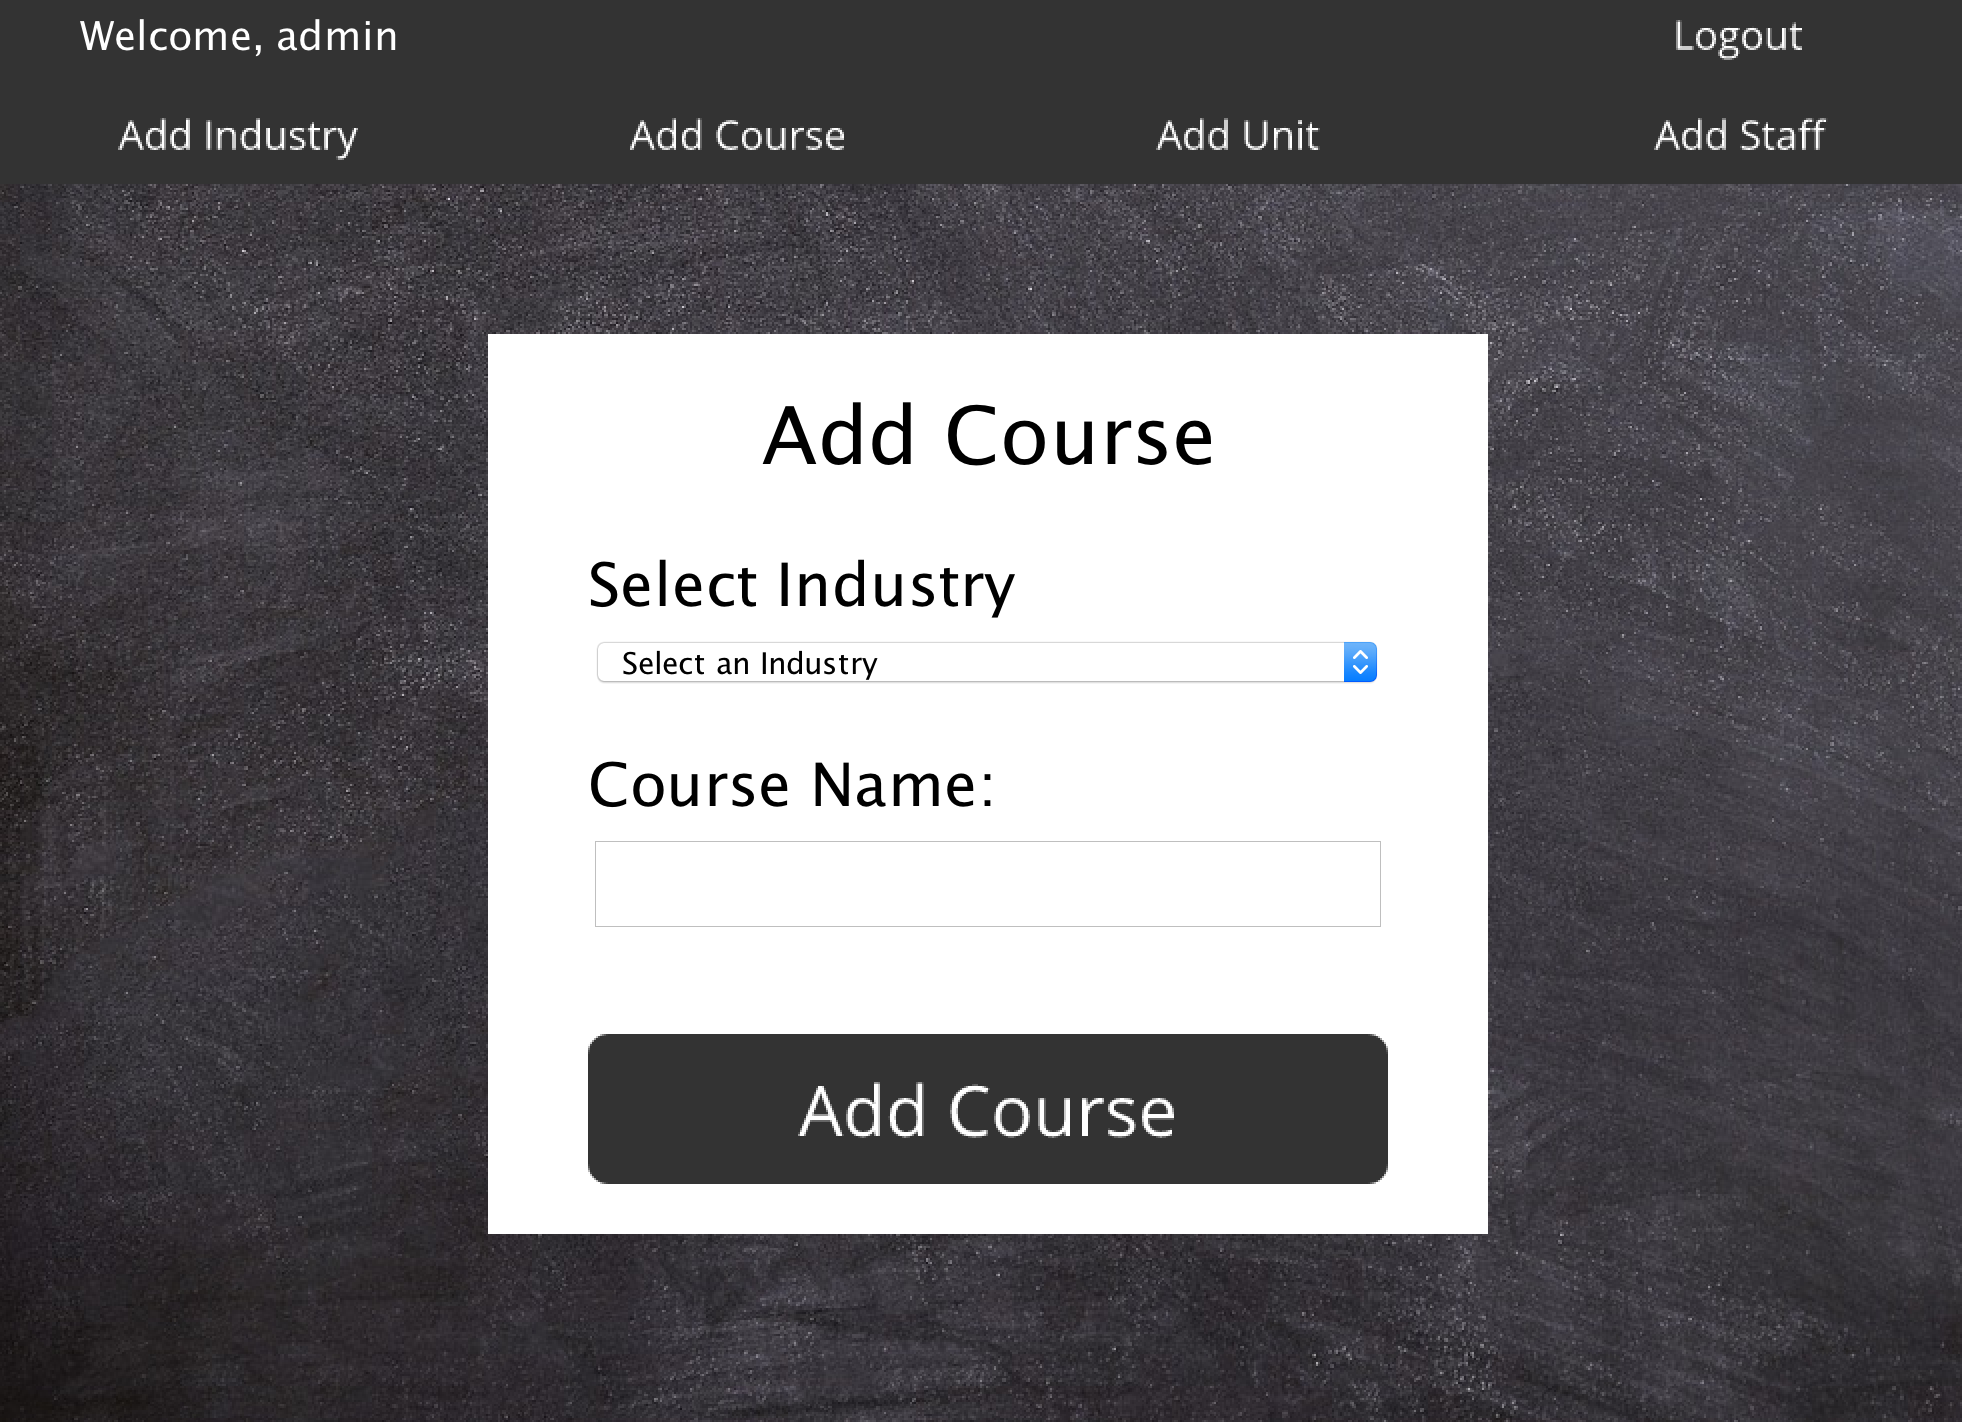 Welcome, admin
Logout
Add Industry
Add Course
Add Unit
Add Staff
Add Course
Select Industry
Select an Industry
Course Name:
Add Course